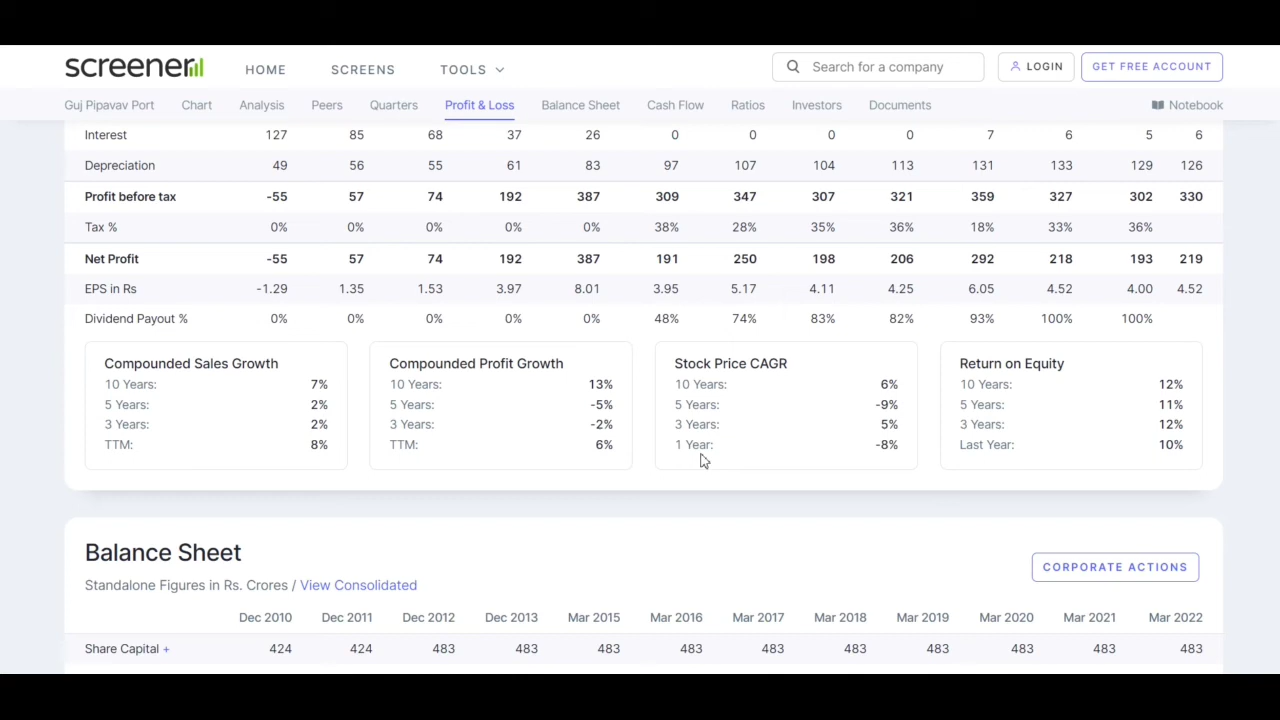 screener HOME SCREENS TOOLS Search for a company LOGIN GET FREE ACCOUNT
Guj Pipavav Port Chart Analysis Peers Quarters Profit & Loss Balance Sheet Cash Flow Ratios Investors Documents Notebook
Interest 127 85 68 37 26 0 0 0 0 7 6 5 6
Depreciation 49 56 55 61 83 97 107 104 113 131 133 129 126
Profit before tax -55 57 74 192 387 309 347 307 321 359 327 302 330
Tax % 0% 0% 0% 0% 0% 38% 28% 35% 36% 18% 33% 36%
Net Profit -55 57 74 192 387 191 250 198 206 292 218 193 219
EPS in Rs -1.29 1.35 1.53 3.97 8.01 3.95 5.17 4.11 4.25 6.05 4.52 4.00 4.52
Dividend Payout % 0% 0% 0% 0% 0% 48% 74% 83% 82% 93% 100% 100%
Compounded Sales Growth
10 Years: 7%
5 Years: 2%
3 Years: 2%
TTM: 8%
Compounded Profit Growth
10 Years: 13%
5 Years: -5%
3 Years: -2%
TTM: 6%
Stock Price CAGR
10 Years: 6%
5 Years: -9%
3 Years: 5%
1 Year: -8%
Return on Equity
10 Years: 12%
5 Years: 11%
3 Years: 12%
Last Year: 10%
Balance Sheet
Standalone Figures in Rs. Crores / View Consolidated
CORPORATE ACTIONS
Dec 2010 Dec 2011 Dec 2012 Dec 2013 Mar 2015 Mar 2016 Mar 2017 Mar 2018 Mar 2019 Mar 2020 Mar 2021 Mar 2022
Share Capital + 424 424 483 483 483 483 483 483 483 483 483 483